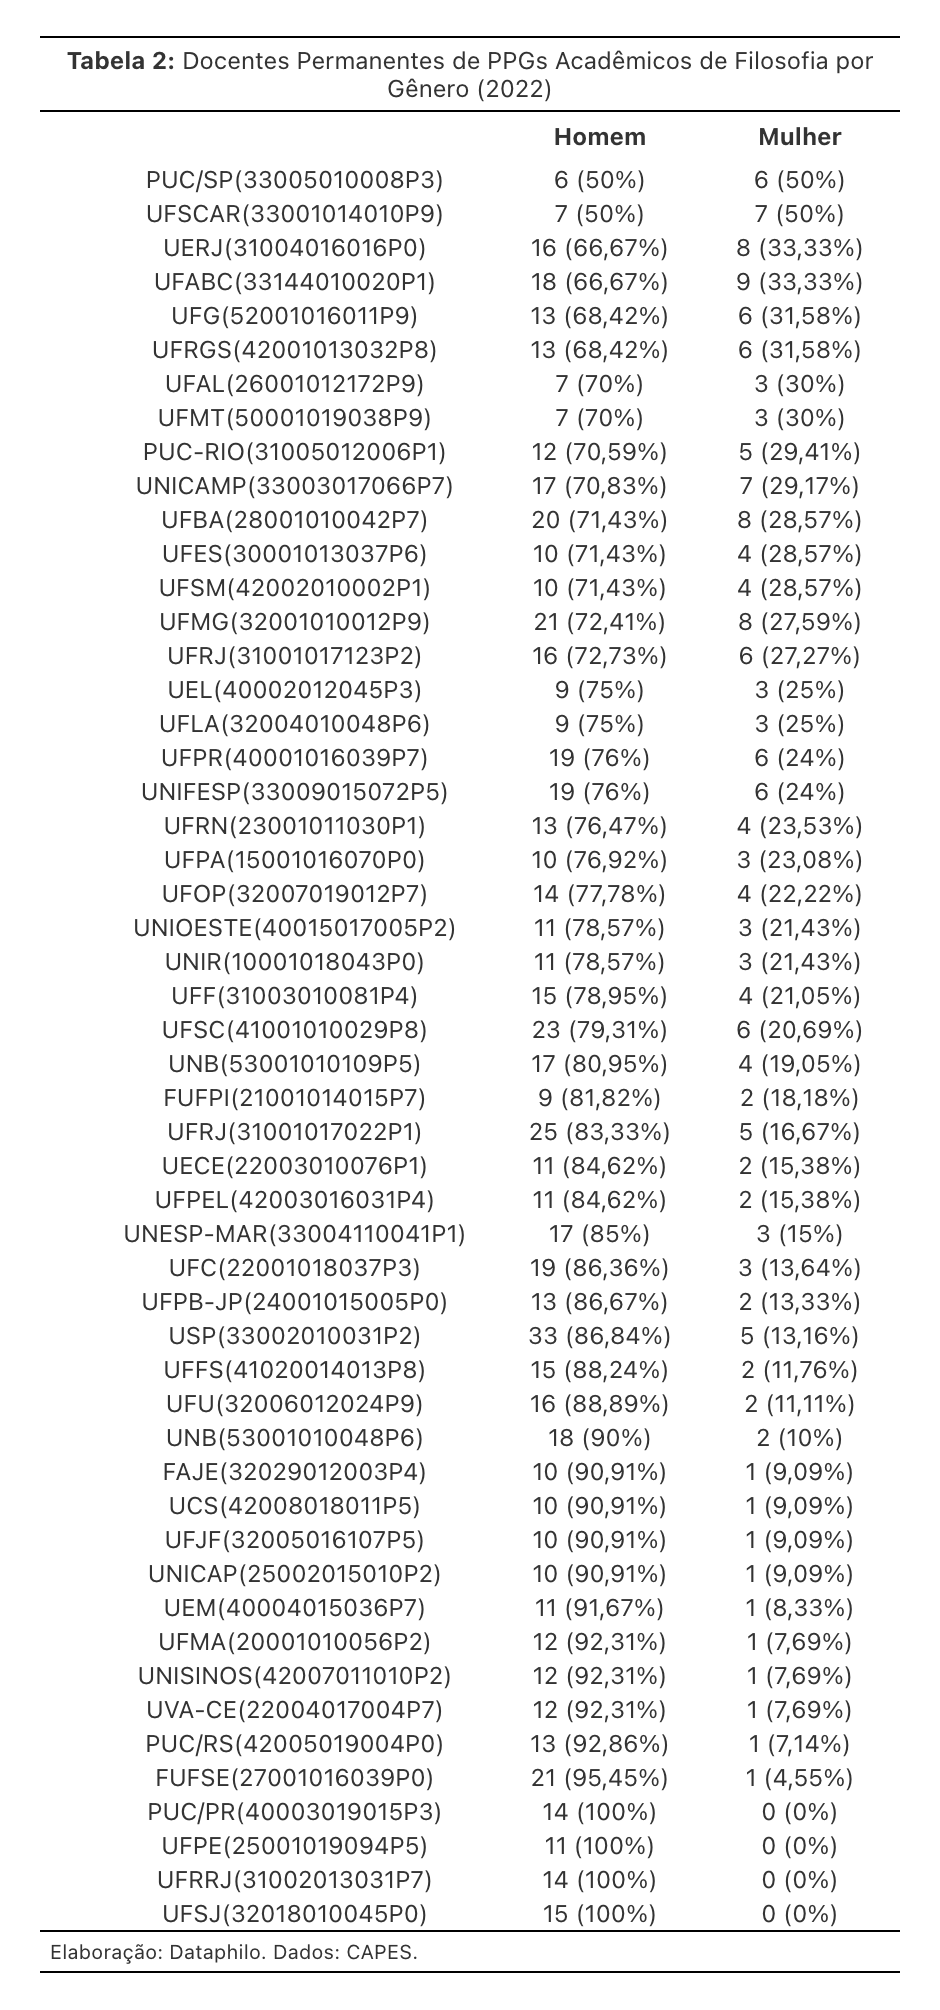 Tabela 2: Docentes Permanentes de PPGs Acadêmicos de Filosofia por
Gênero (2022)
Homem Mulher
PUC/SP(33005010008P3) 6 (50%) 6 (50%)
UFSCAR(33001014010P9) 7 (50%) 7 (50%)
UERJ(31004016016P0) 16 (66,67%) 8 (33,33%)
UFABC(33144010020P1) 18 (66,67%) 9 (33,33%)
UFG(52001016011P9) 13 (68,42%) 6 (31,58%)
UFRGS(42001013032P8) 13 (68,42%) 6 (31,58%)
UFAL(26001012172P9) 7 (70%) 3 (30%)
UFMT(50001019038P9) 7 (70%) 3 (30%)
PUC-RIO(31005012006P1) 12 (70,59%) 5 (29,41%)
UNICAMP(33003017066P7) 17 (70,83%) 7 (29,17%)
UFBA(28001010042P7) 20 (71,43%) 8 (28,57%)
UFES(30001013037P6) 10 (71,43%) 4 (28,57%)
UFSM(42002010002P1) 10 (71,43%) 4 (28,57%)
UFMG(32001010012P9) 21 (72,41%) 8 (27,59%)
UFRJ(31001017123P2) 16 (72,73%) 6 (27,27%)
UEL(40002012045P3) 9 (75%) 3 (25%)
UFLA(32004010048P6) 9 (75%) 3 (25%)
UFPR(40001016039P7) 19 (76%) 6 (24%)
UNIFESP(33009015072P5) 19 (76%) 6 (24%)
UFRN(23001011030P1) 13 (76,47%) 4 (23,53%)
UFPA(15001016070P0) 10 (76,92%) 3 (23,08%)
UFOP(32007019012P7) 14 (77,78%) 4 (22,22%)
UNIOESTE(40015017005P2) 11 (78,57%) 3 (21,43%)
UNIR(10001018043P0) 11 (78,57%) 3 (21,43%)
UFF(31003010081P4) 15 (78,95%) 4 (21,05%)
UFSC(41001010029P8) 23 (79,31%) 6 (20,69%)
UNB(53001010109P5) 17 (80,95%) 4 (19,05%)
FUFPI(21001014015P7) 9 (81,82%) 2 (18,18%)
UFRJ(31001017022P1) 25 (83,33%) 5 (16,67%)
UECE(22003010076P1) 11 (84,62%) 2 (15,38%)
UFPEL(42003016031P4) 11 (84,62%) 2 (15,38%)
UNESP-MAR(33004110041P1) 17 (85%) 3 (15%)
UFC(22001018037P3) 19 (86,36%) 3 (13,64%)
UFPB-JP(24001015005P0) 13 (86,67%) 2 (13,33%)
USP(33002010031P2) 33 (86,84%) 5 (13,16%)
UFFS(41020014013P8) 15 (88,24%) 2 (11,76%)
UFU(32006012024P9) 16 (88,89%) 2 (11,11%)
UNB(53001010048P6) 18 (90%) 2 (10%)
FAJE(32029012003P4) 10 (90,91%) 1 (9,09%)
UCS(42008018011P5) 10 (90,91%) 1 (9,09%)
UFJF(32005016107P5) 10 (90,91%) 1 (9,09%)
UNICAP(25002015010P2) 10 (90,91%) 1 (9,09%)
UEM(40004015036P7) 11 (91,67%) 1 (8,33%)
UFMA(20001010056P2) 12 (92,31%) 1 (7,69%)
UNISINOS(42007011010P2) 12 (92,31%) 1 (7,69%)
UVA-CE(22004017004P7) 12 (92,31%) 1 (7,69%)
PUC/RS(42005019004P0) 13 (92,86%) 1 (7,14%)
FUFSE(27001016039P0) 21 (95,45%) 1 (4,55%)
PUC/PR(40003019015P3) 14 (100%) 0 (0%)
UFPE(25001019094P5) 11 (100%) 0 (0%)
UFRRJ(31002013031P7) 14 (100%) 0 (0%)
UFSJ(32018010045P0) 15 (100%) 0 (0%)
Elaboração: Dataphilo. Dados: CAPES.